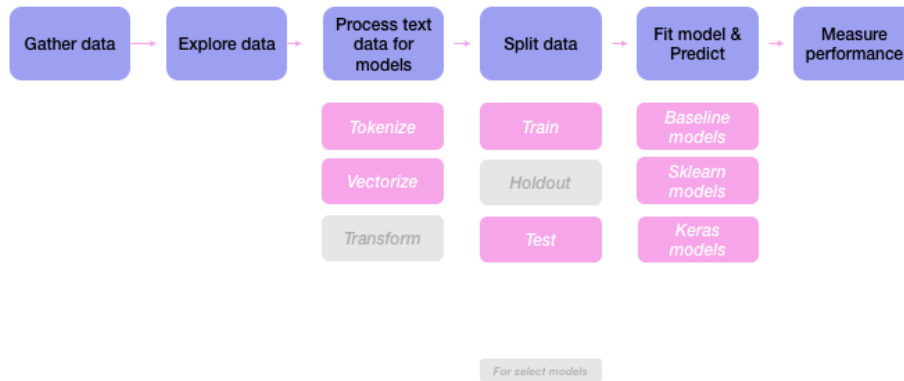 Gather data
Explore data
Process text
data for
models
Split data
Fit model &
Predict
Measure
performance
Tokenize
Train
Baseline
models
Vectorize
Holdout
Sklearn
models
Transform
Test
Keras
models
For select models